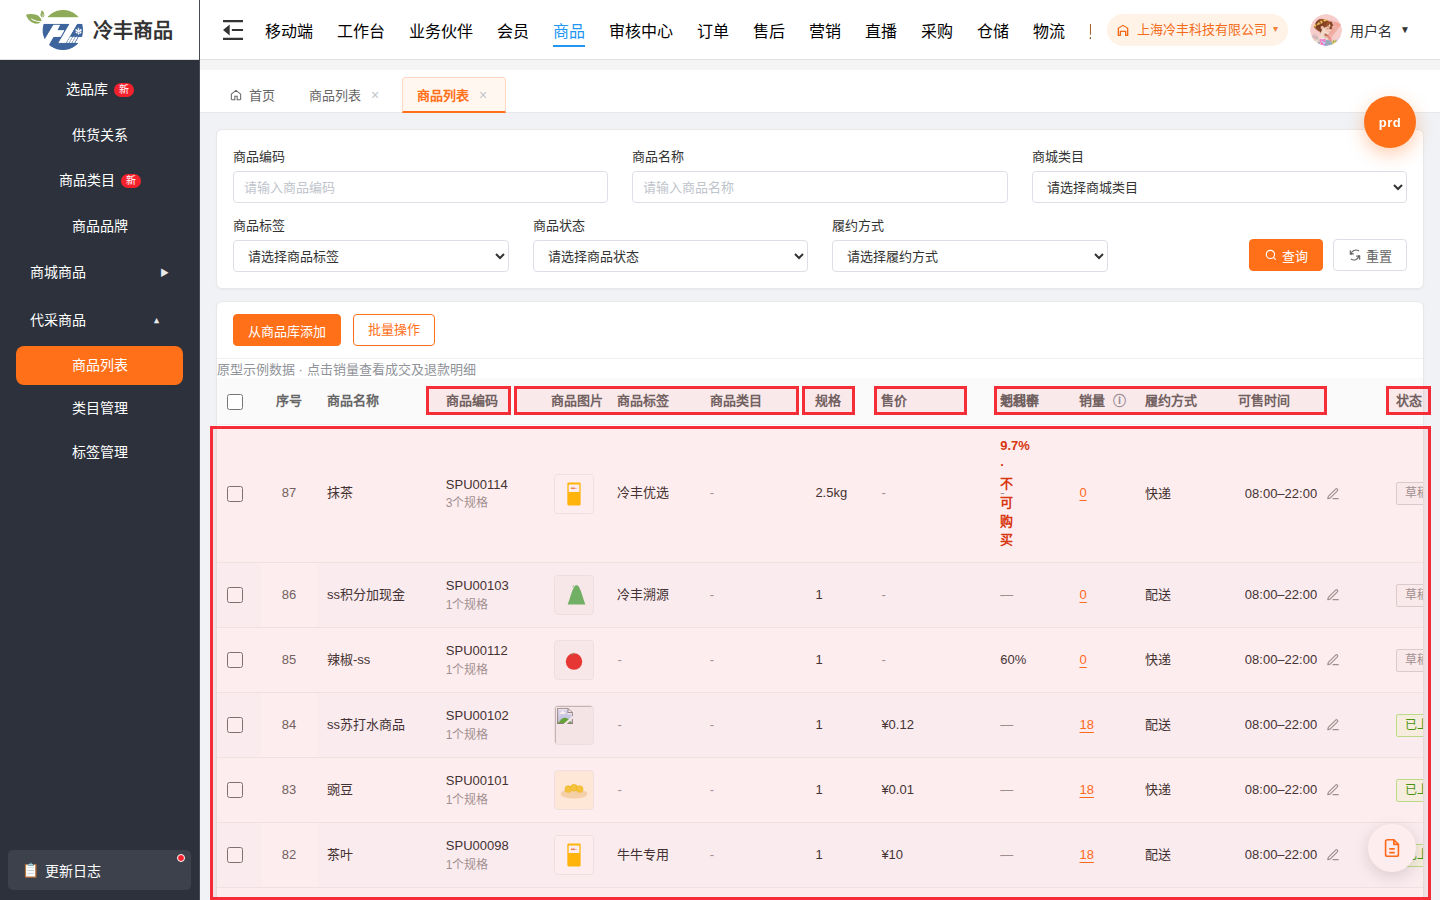 冷丰商品
移动端 工作台 业务伙伴 会员 商品 审核中心 订单 售后 营销 直播 采购 仓储 物流
上海冷丰科技有限公司 ▾
用户名 ▼
首页 商品列表 × 商品列表 ×
prd
选品库 新
供货关系
商品类目 新
商品品牌
商城商品 ▶
代采商品 ▲
商品列表
类目管理
标签管理
更新日志
商品编码 商品名称 商城类目
请输入商品编码 请输入商品名称 请选择商城类目
商品标签 商品状态 履约方式
请选择商品标签 请选择商品状态 请选择履约方式 查询 重置
从商品库添加 批量操作
原型示例数据 · 点击销量查看成交及退款明细
序号 商品名称 商品编码 商品图片 商品标签 商品类目 规格 售价 销量 ⓘ 履约方式 可售时间 状态
87 抹茶 SPU00114 3个规格 冷丰优选 - 2.5kg - 9.7% · 不可购买 0 快递 08:00–22:00 草
86 ss积分加现金 SPU00103 1个规格 冷丰溯源 - 1 - — 0 配送 08:00–22:00 草
85 辣椒-ss SPU00112 1个规格 - - 1 - 60% 0 快递 08:00–22:00 草
84 ss苏打水商品 SPU00102 1个规格 - - 1 ¥0.12 — 18 配送 08:00–22:00 已上
83 豌豆 SPU00101 1个规格 - - 1 ¥0.01 — 18 快递 08:00–22:00 已上
82 茶叶 SPU00098 1个规格 牛牛专用 - 1 ¥10 — 18 配送 08:00–22:00